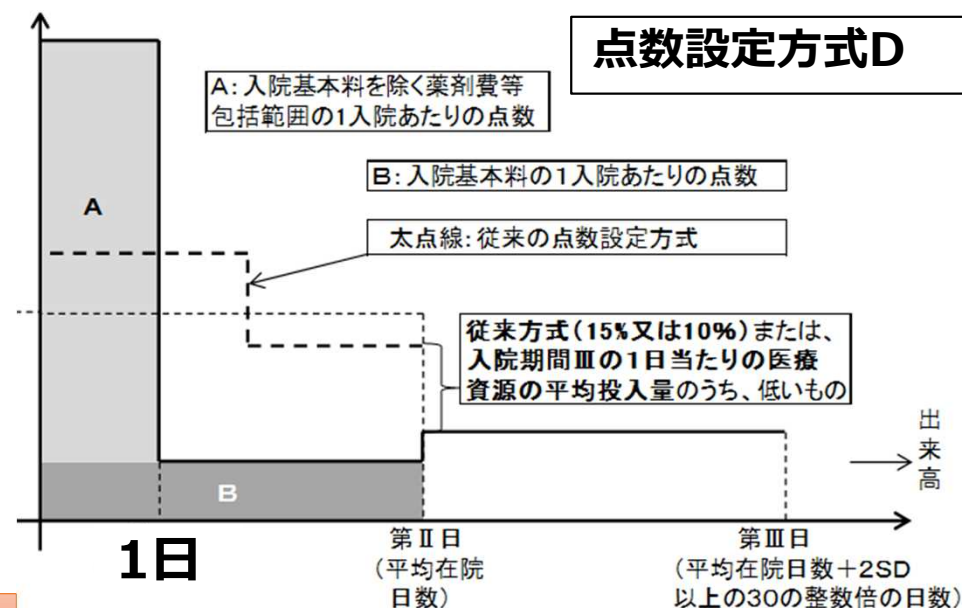 点数設定方式D
A:入院基本料を除く薬剤費等
包括範囲の1入院あたりの点数
B:入院基本料の1入院あたりの点数
A
太点線:従来の点数設定方式
従来方式(15%又は10%)または、
入院期間Ⅲの1日当たりの医療
資源の平均投入量のうち、低いもの
出来高
B
1日
第Ⅱ日
(平均在院
日数)
第Ⅲ日
(平均在院日数+2SD
以上の30の整数倍の日数)